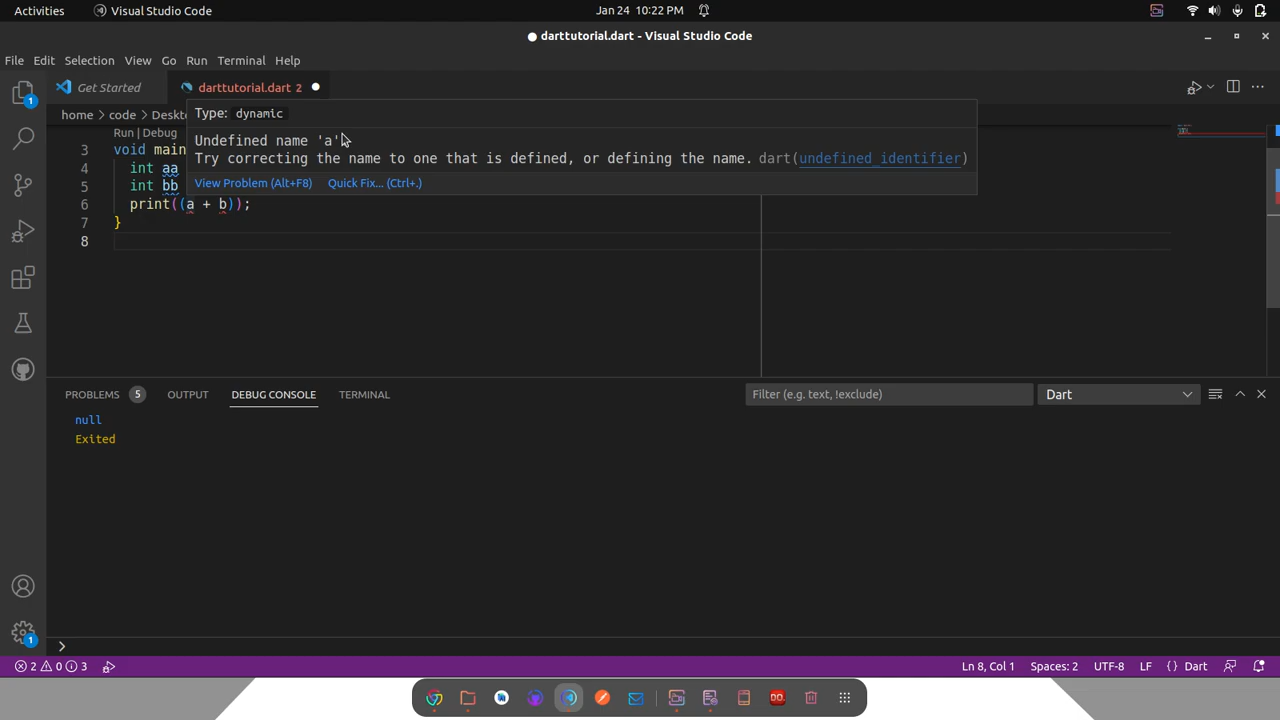 Activities
Visual Studio Code
Jan 24 10:22 PM
● darttutorial.dart - Visual Studio Code
File Edit Selection View Go Run Terminal Help
1
Get Started
darttutorial.dart 2 ●
home > code > Deskt
Type: dynamic
Undefined name 'a'
Try correcting the name to one that is defined, or defining the name. dart(undefined_identifier)
View Problem (Alt+F8) Quick Fix... (Ctrl+.)
Run | Debug
3 void main
4 int aa
5 int bb
6 print((a + b));
7 }
8
PROBLEMS 5 OUTPUT DEBUG CONSOLE TERMINAL
Filter (e.g. text, !exclude)
Dart
null
Exited
1
2 0 3
Ln 8, Col 1 Spaces: 2 UTF-8 LF {} Dart